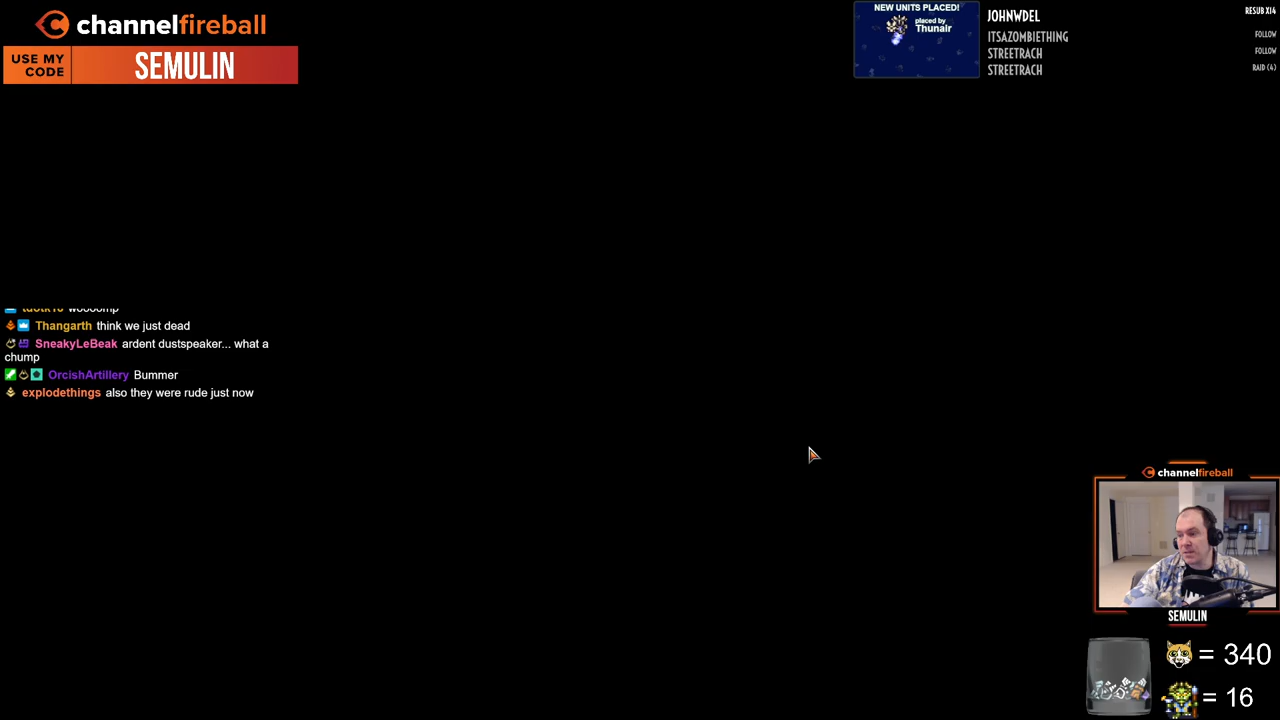 channelfireball
USE MY
CODE
SEMULIN
NEW UNITS PLACED!
placed by
Thunair
JOHNWDEL
RESUB X14
ITSAZOMBIETHING
FOLLOW
STREETRACH
FOLLOW
STREETRACH
RAID (4)
Thangarth think we just dead
SneakyLeBeak ardent dustspeaker... what a
chump
OrcishArtillery Bummer
explodethings also they were rude just now
channelfireball
SEMULIN
= 340
= 16